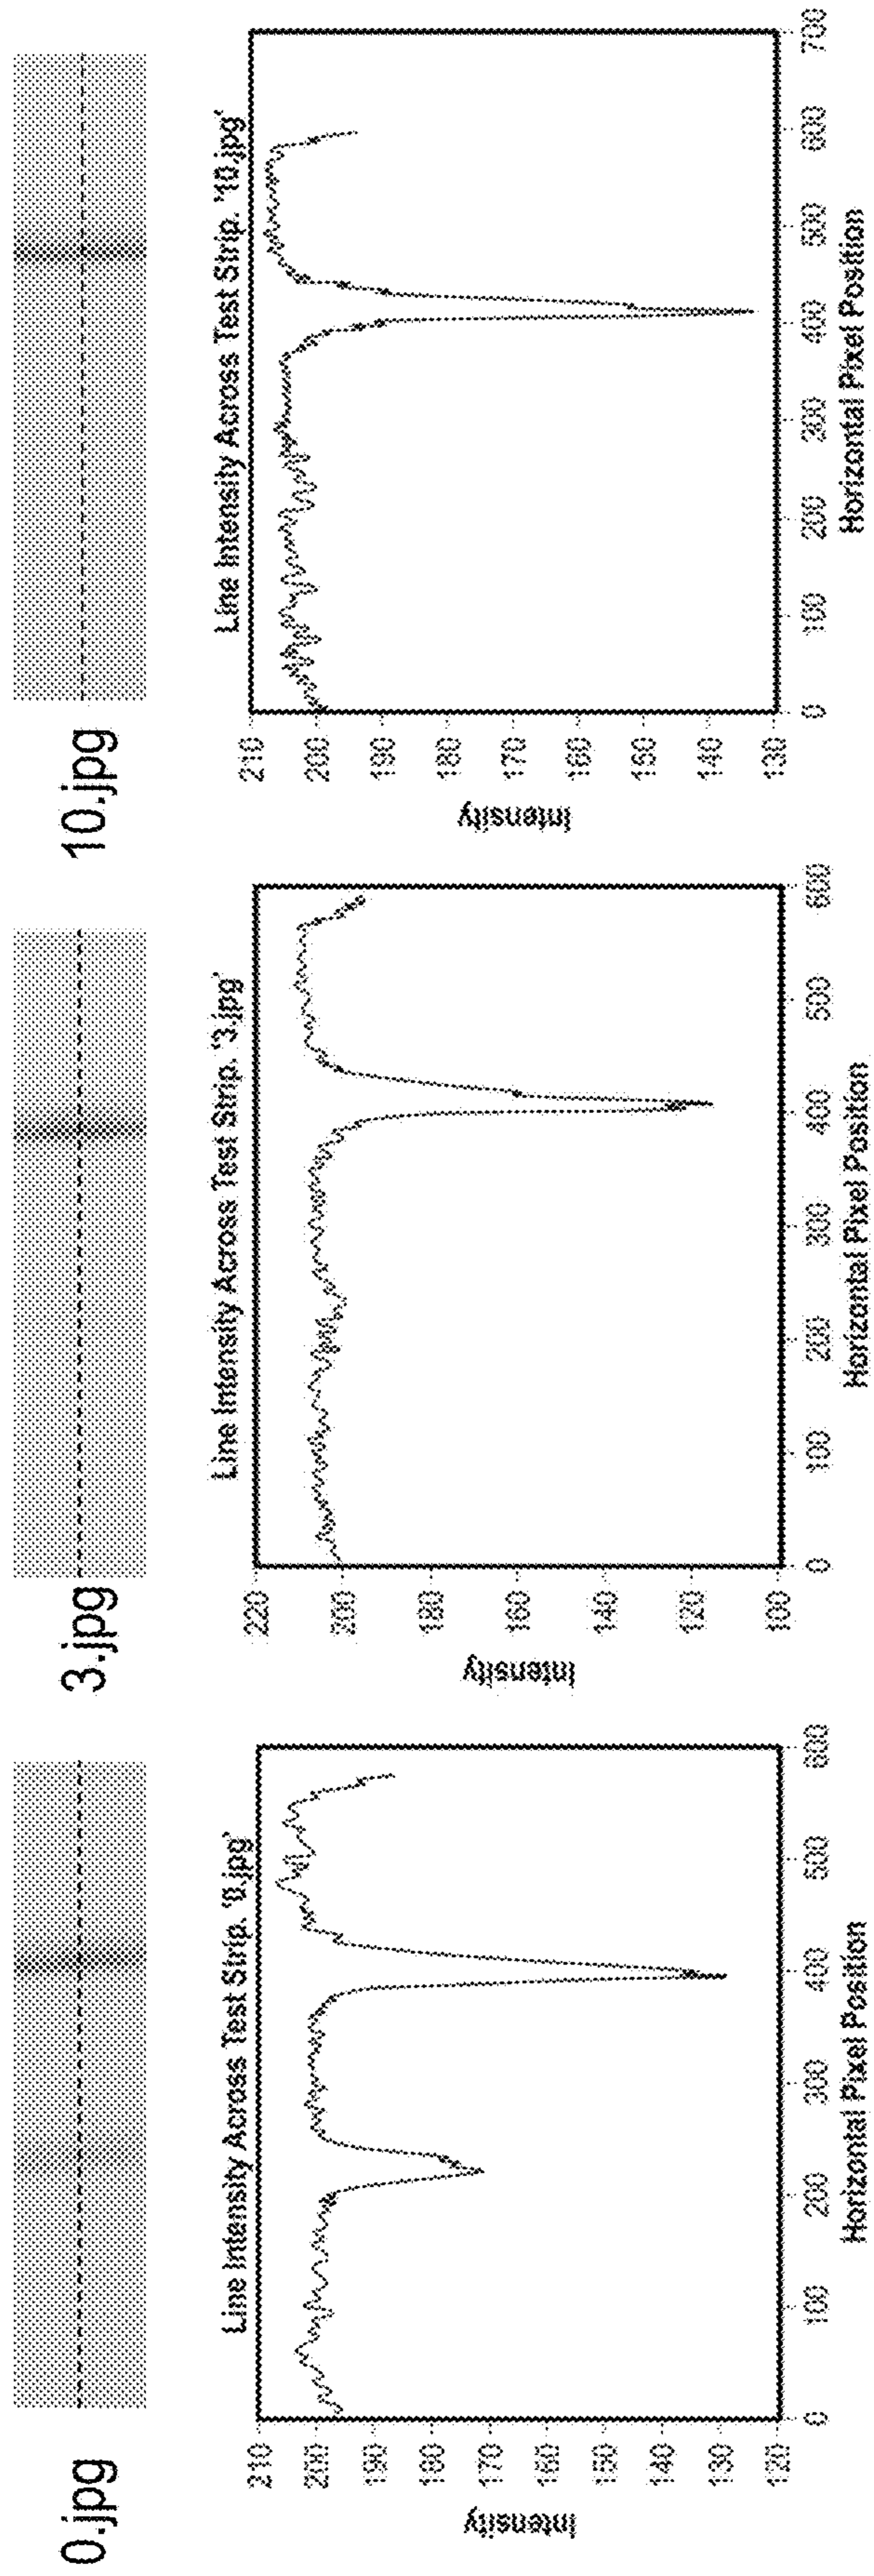 0.jpg
Line Intensity Across Test Strip. '0.jpg'
Intensity
210
200
190
180
170
160
150
140
130
120
0 100 200 300 400 500 600
Horizontal Pixel Position
3.jpg
Line Intensity Across Test Strip. '3.jpg'
Intensity
220
200
180
160
140
120
100
0 100 200 300 400 500 600
Horizontal Pixel Position
10.jpg
Line Intensity Across Test Strip. '10.jpg'
Intensity
210
200
190
180
170
160
150
140
130
0 100 200 300 400 500 600 700
Horizontal Pixel Position